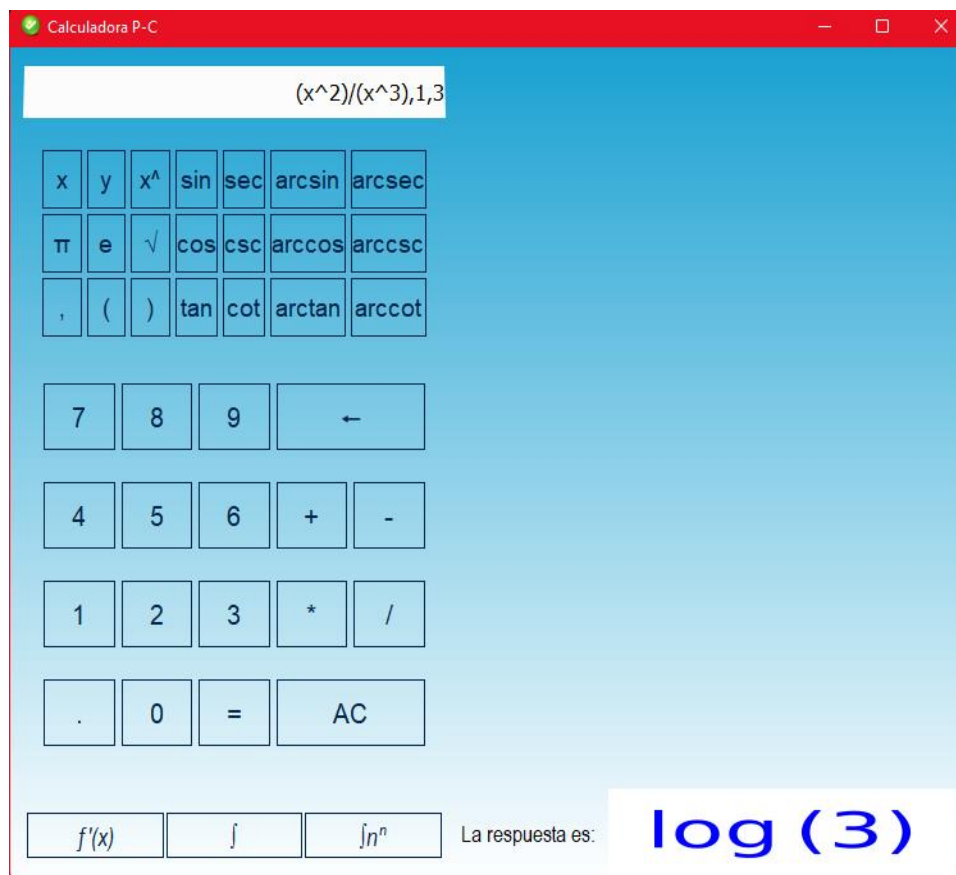 Calculadora P-C
(x^2)/(x^3),1,3
x y x^ sin sec arcsin arcsec
π e √ cos csc arccos arccsc
, ( ) tan cot arctan arccot
7 8 9 ←
4 5 6 + -
1 2 3 * /
. 0 = AC
f'(x) ∫ ∫nⁿ La respuesta es: log (3)